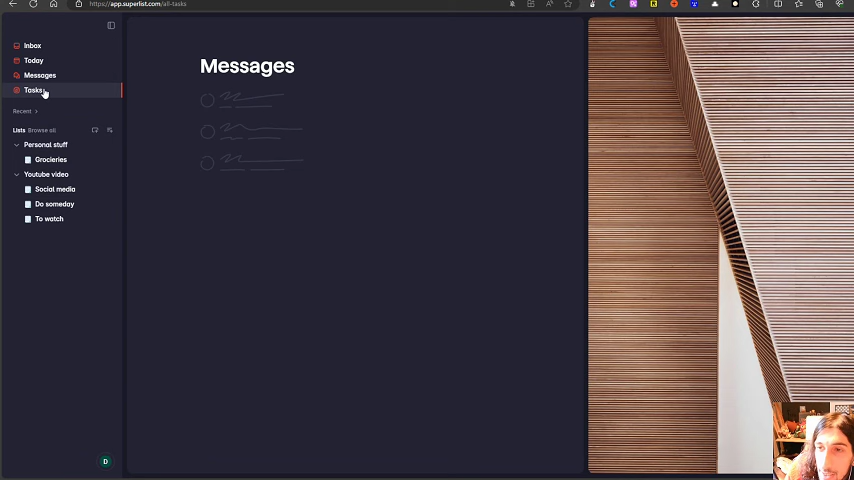 https://app.superlist.com/all-tasks
Inbox
Today
Messages
Tasks
Recent
Lists Browse all
Personal stuff
Grocieries
Youtube video
Social media
Do someday
To watch
D
Messages